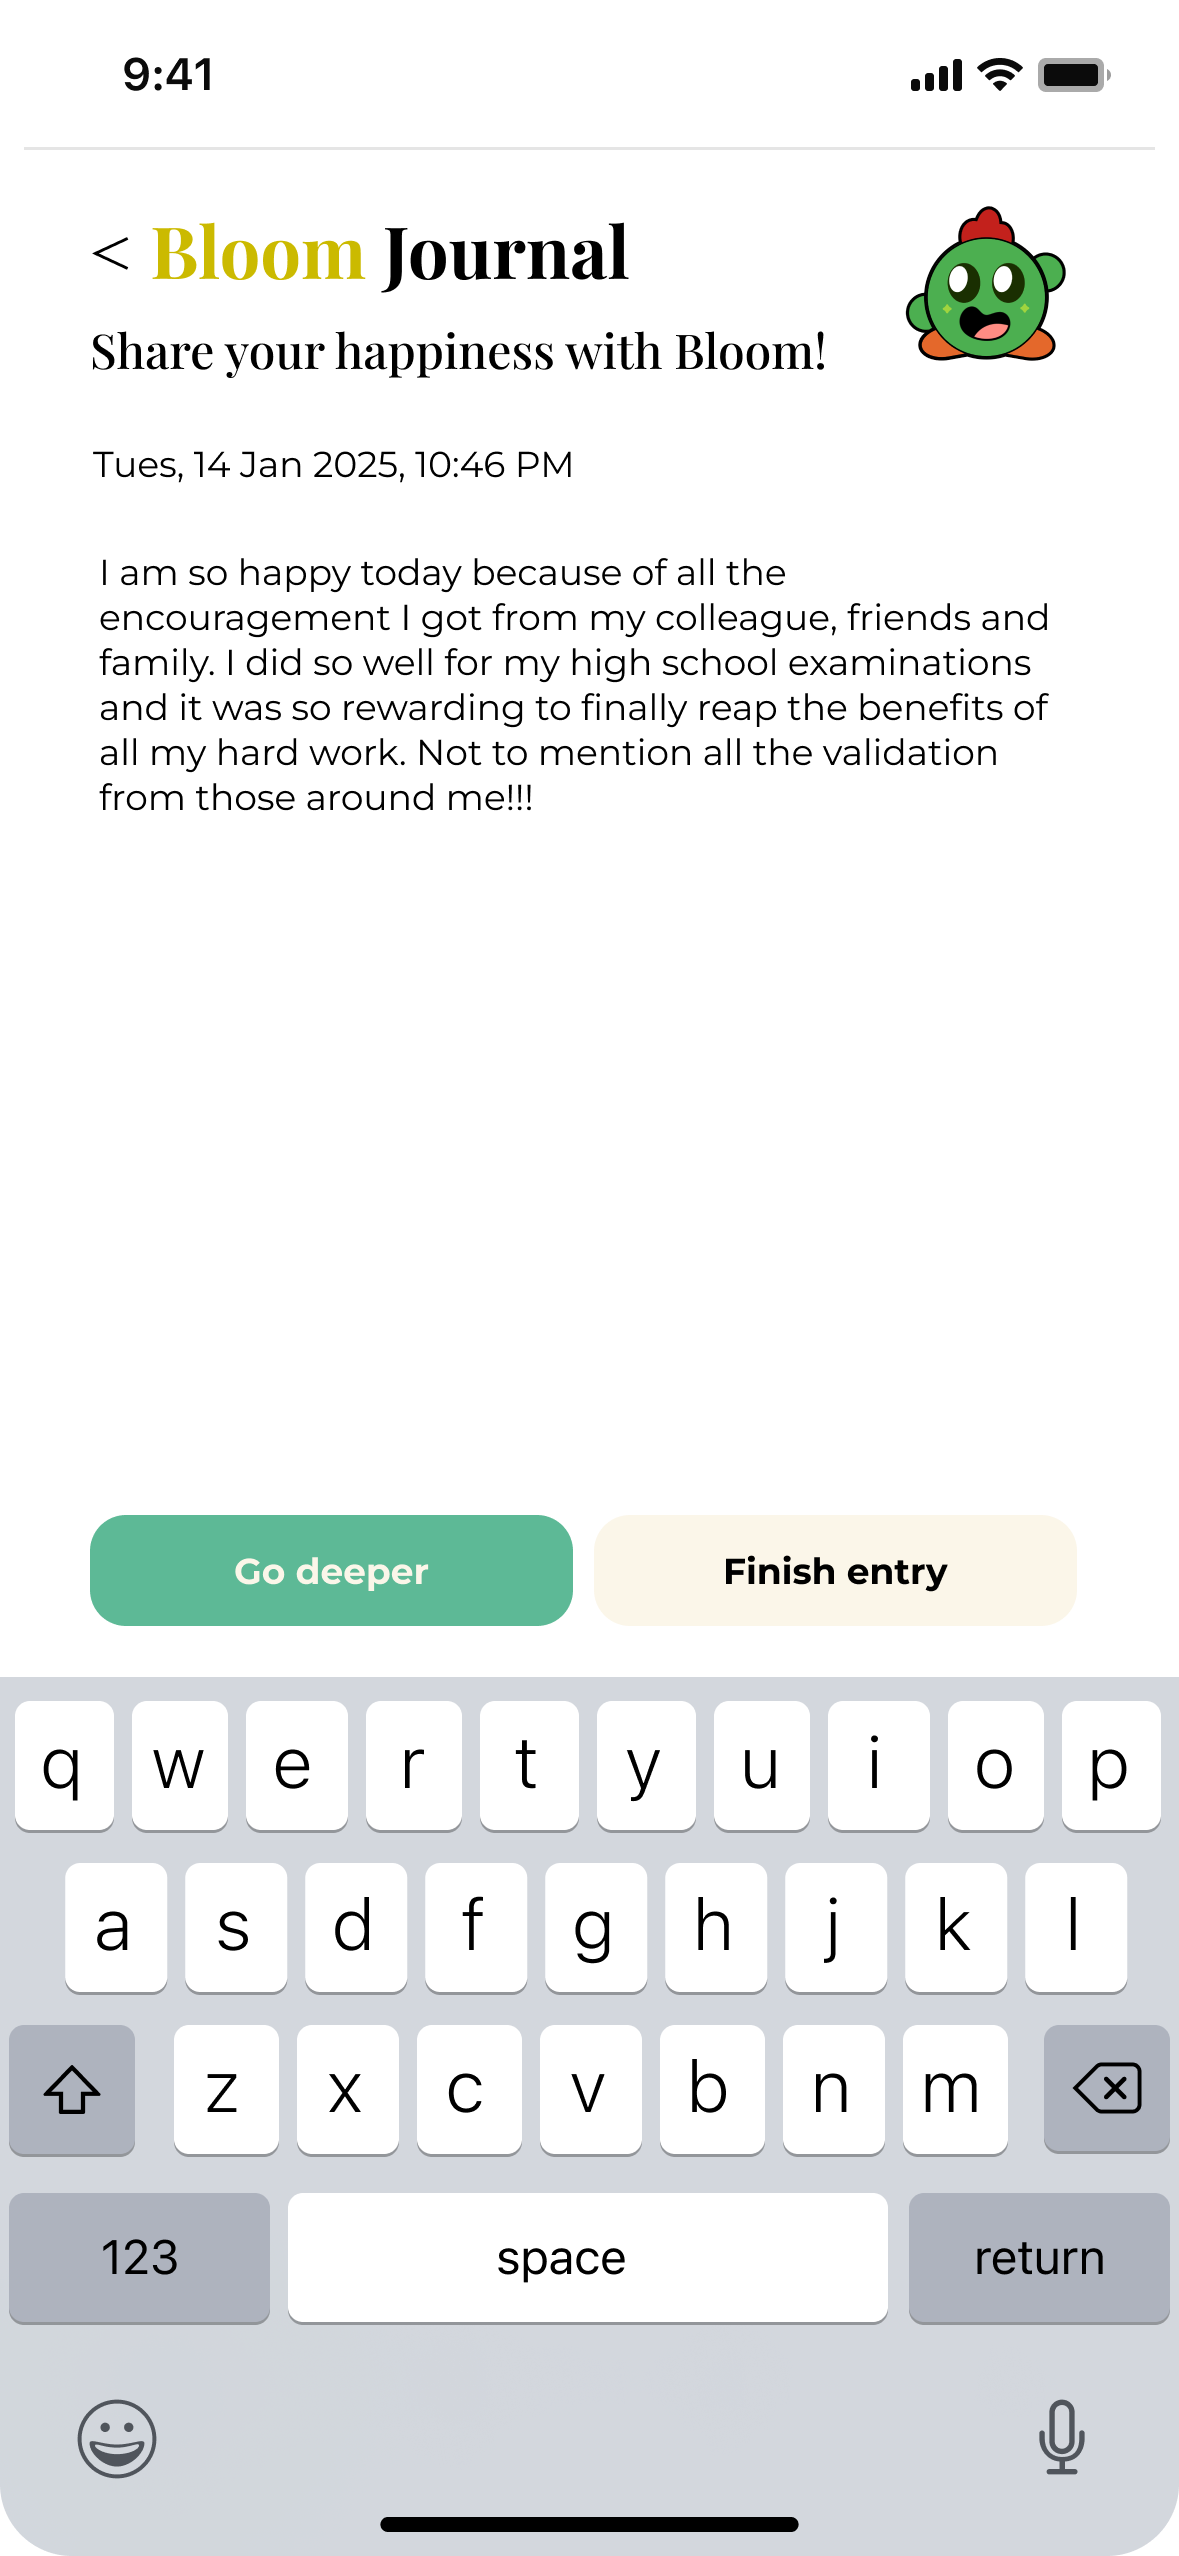 9:41
< Bloom Journal
Share your happiness with Bloom!
Tues, 14 Jan 2025, 10:46 PM
I am so happy today because of all the
encouragement I got from my colleague, friends and
family. I did so well for my high school examinations
and it was so rewarding to finally reap the benefits of
all my hard work. Not to mention all the validation
from those around me!!!
Go deeper Finish entry
q w e r t y u i o p
a s d f g h j k l
z x c v b n m
123 space return